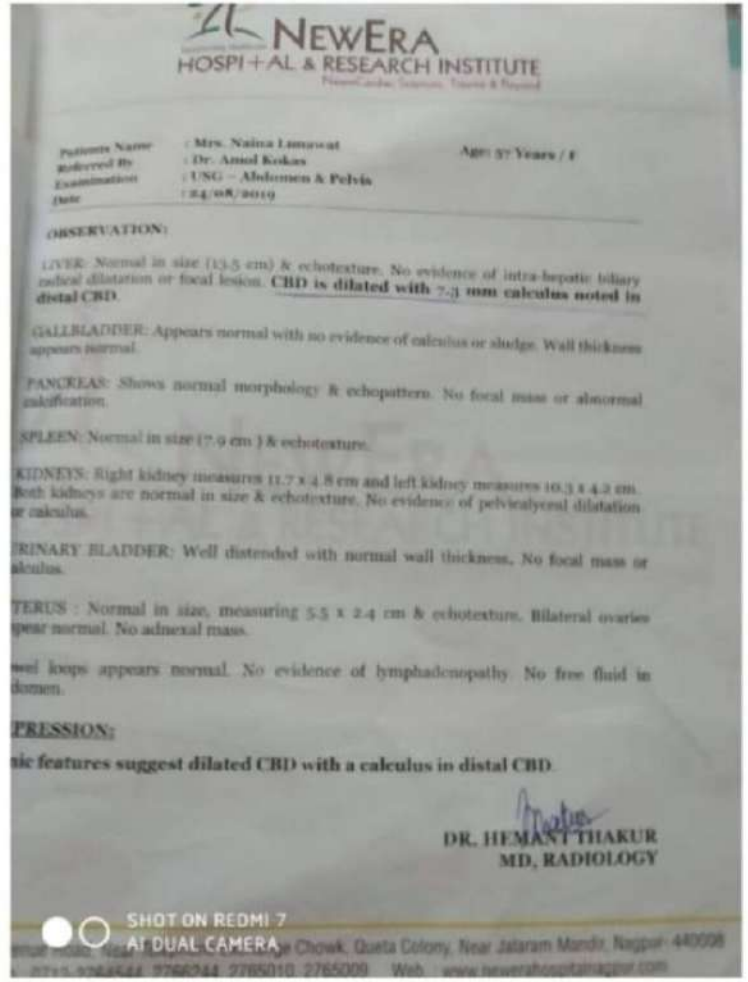 NEWERA
HOSPI+AL & RESEARCH INSTITUTE
Patients Name : Mrs. Naina Lunawat Age: 57 Years / F
Referred By : Dr. Amol Kokas
Examination : USG – Abdomen & Pelvis
Date : 24/08/2019
OBSERVATION:
LIVER: Normal in size (13.5 cm) & echotexture. No evidence of intra-hepatic biliary
radical dilatation or focal lesion. CBD is dilated with 7.3 mm calculus noted in
distal CBD.
GALLBLADDER: Appears normal with no evidence of calculus or sludge. Wall thickness
appears normal.
PANCREAS: Shows normal morphology & echopattern. No focal mass or abnormal
calcification.
SPLEEN: Normal in size (7.9 cm ) & echotexture.
KIDNEYS: Right kidney measures 11.7 x 4.8 cm and left kidney measures 10.3 x 4.2 cm.
Both kidneys are normal in size & echotexture. No evidence of pelvicalyceal dilatation
or calculus.
RINARY BLADDER: Well distended with normal wall thickness. No focal mass or
alculus.
TERUS : Normal in size, measuring 5.5 x 2.4 cm & echotexture. Bilateral ovaries
pear normal. No adnexal mass.
wel loops appears normal. No evidence of lymphadenopathy. No free fluid in
domen.
PRESSION:
nic features suggest dilated CBD with a calculus in distal CBD.
DR. HEMANT THAKUR
MD, RADIOLOGY
SHOT ON REDMI 7
AI DUAL CAMERA
Chowk, Queta Colony, Near Jalaram Mandir, Nagpur- 440008
2766244, 2765010, 2765009 Web : www.newerahospitalnagpur.com